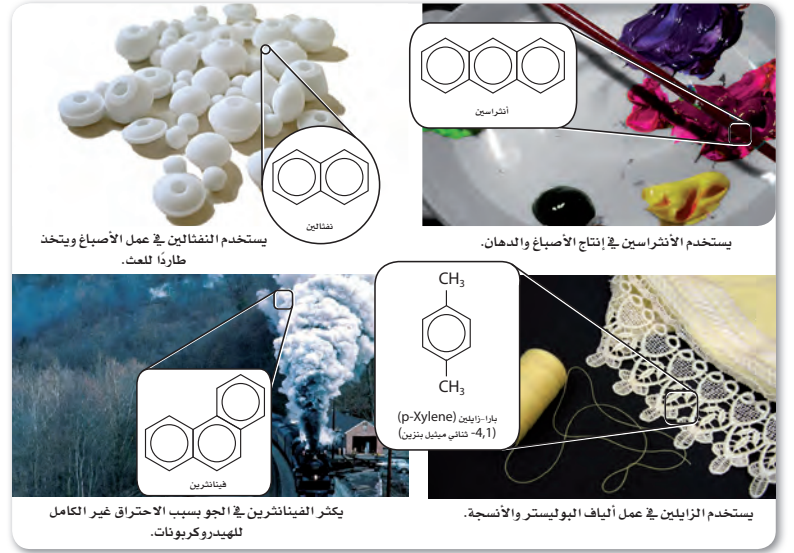 أنثراسين
يستخدم الأنثراسين في إنتاج الأصباغ والدهان.
نفثالين
يستخدم النفثالين في عمل الأصباغ ويتخذ
طاردًا للعث.
CH₃
CH₃
بارا-زايلين (p-Xylene)
(4,1- ثنائي ميثيل بنزين)
يستخدم الزايلين في عمل ألياف البوليستر والأنسجة.
فينانثرين
يكثر الفينانثرين في الجو بسبب الاحتراق غير الكامل
للهيدروكربونات.